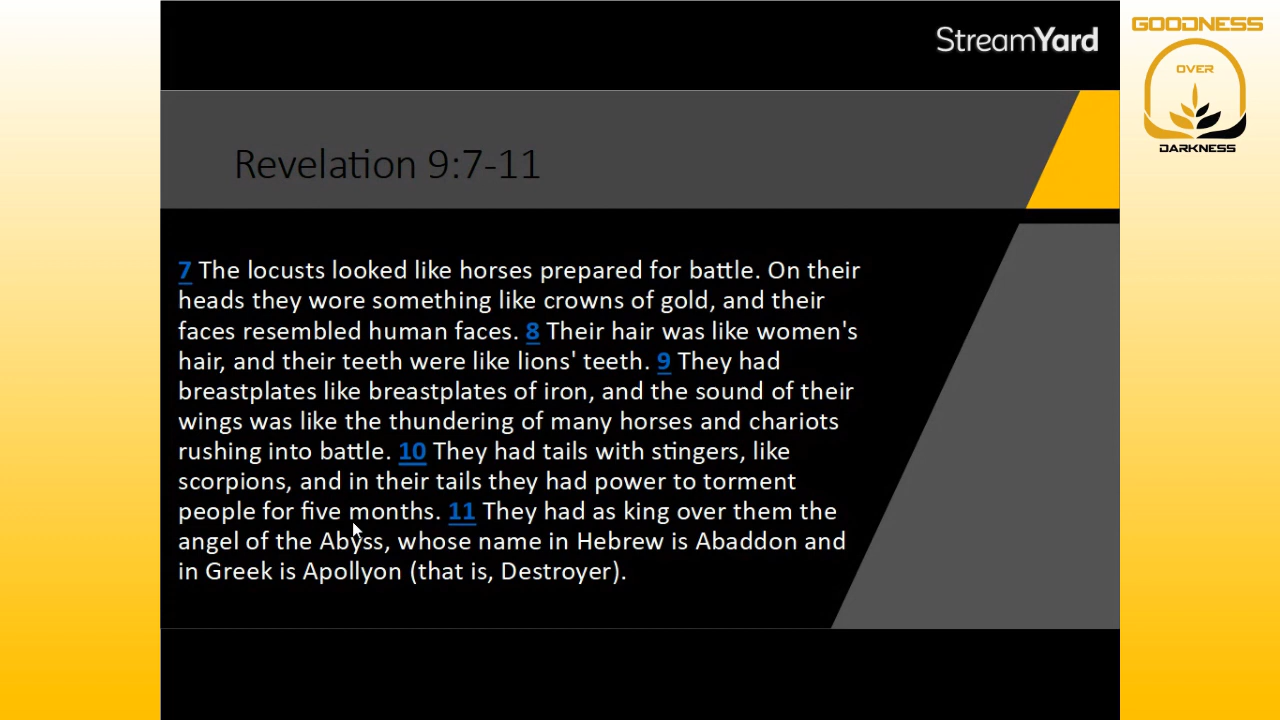 StreamYard
GOODNESS
OVER
DARKNESS
Revelation 9:7-11
7 The locusts looked like horses prepared for battle. On their
heads they wore something like crowns of gold, and their
faces resembled human faces. 8 Their hair was like women's
hair, and their teeth were like lions' teeth. 9 They had
breastplates like breastplates of iron, and the sound of their
wings was like the thundering of many horses and chariots
rushing into battle. 10 They had tails with stingers, like
scorpions, and in their tails they had power to torment
people for five months. 11 They had as king over them the
angel of the Abyss, whose name in Hebrew is Abaddon and
in Greek is Apollyon (that is, Destroyer).